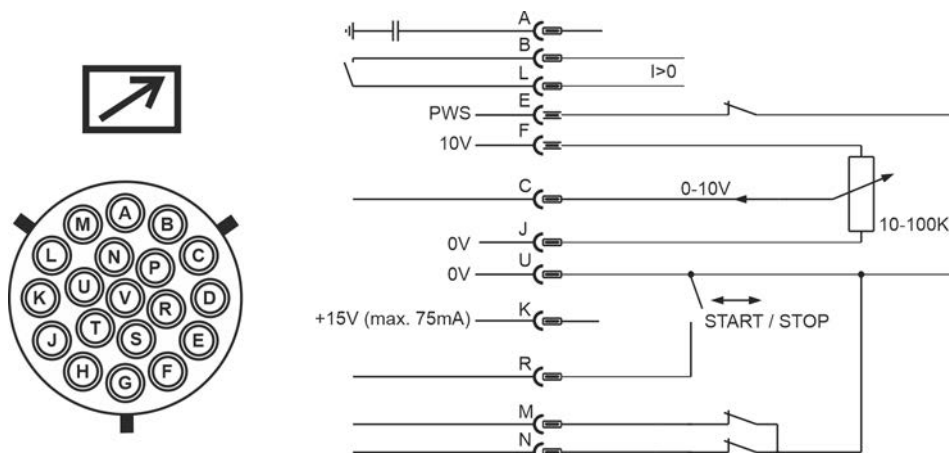 A
B
C
D
E
F
G
H
J
K
L
M
N
P
R
S
T
U
V
A
B
L
I>0
PWS
E
10V
F
C
0-10V
10-100K
0V
J
0V
U
START / STOP
+15V (max. 75mA)
K
R
M
N